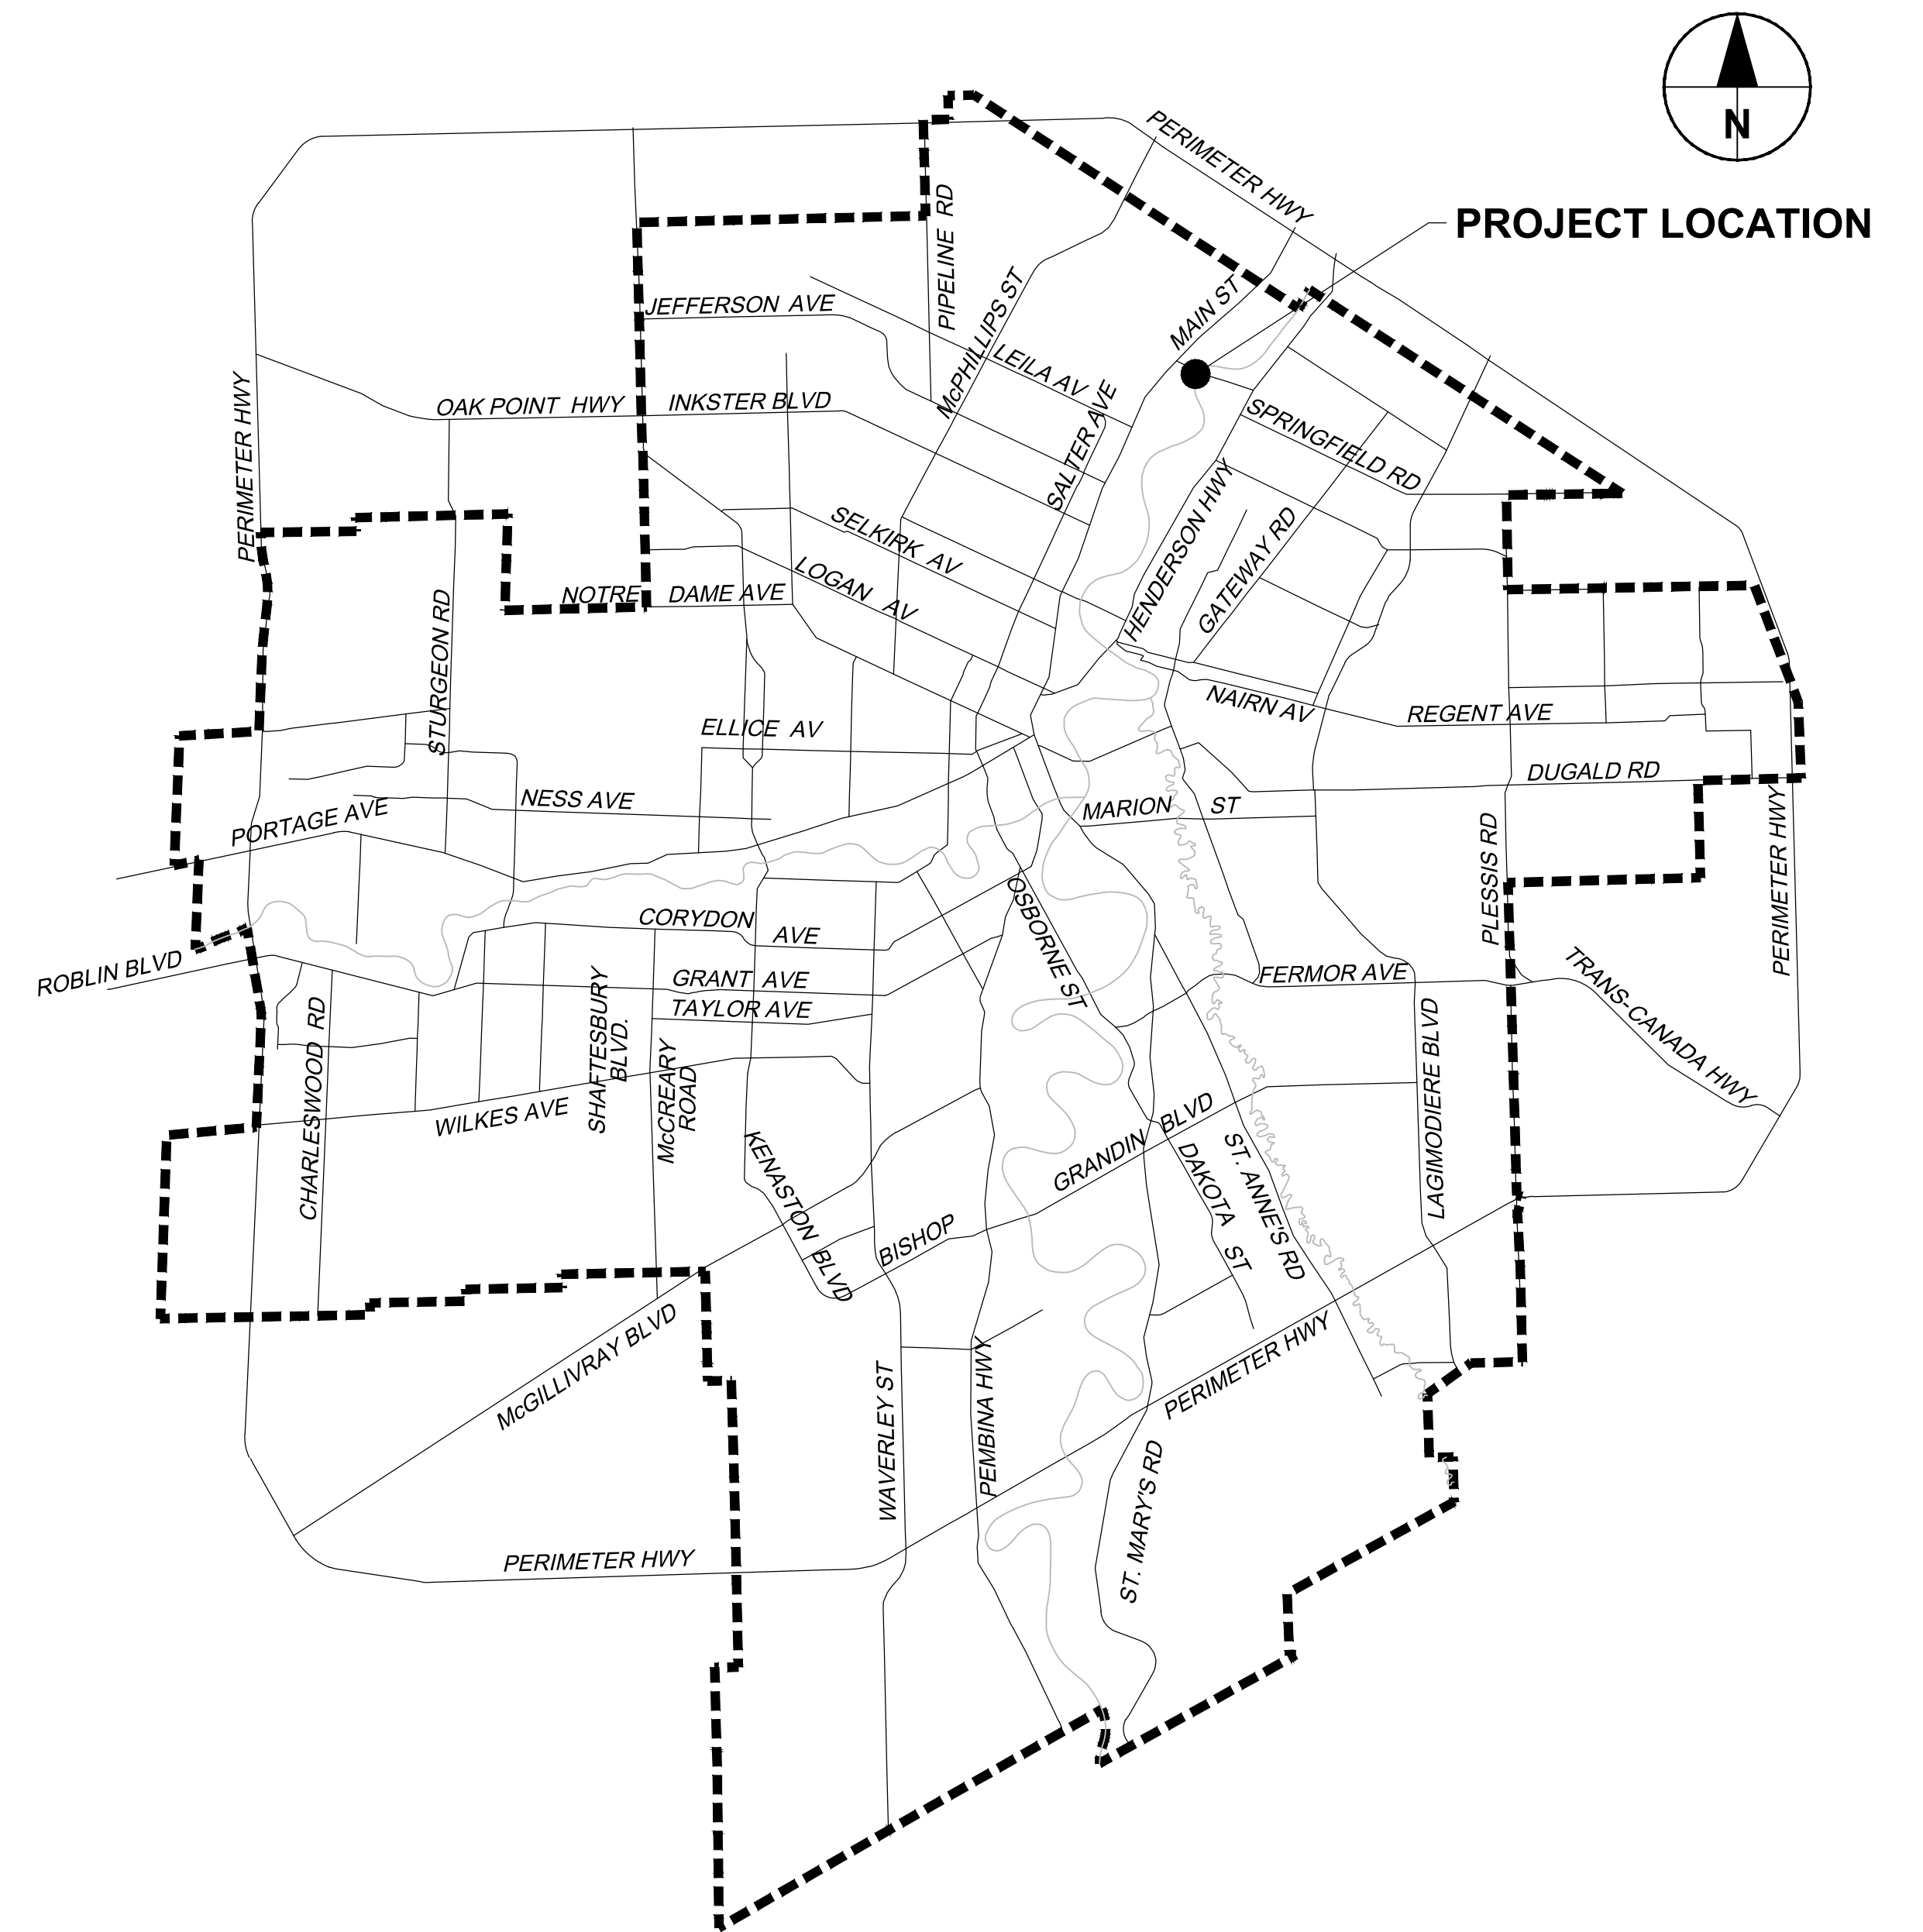 N
PROJECT LOCATION
PERIMETER HWY
PIPELINE RD
McPHILLIPS ST
MAIN ST
JEFFERSON AVE
LEILA AV
SALTER AVE
PERIMETER HWY
OAK POINT HWY
INKSTER BLVD
SPRINGFIELD RD
HENDERSON HWY
GATEWAY RD
SELKIRK AV
LOGAN AV
NOTRE DAME AVE
STURGEON RD
NAIRN AV
REGENT AVE
ELLICE AV
DUGALD RD
NESS AVE
PORTAGE AVE
MARION ST
PLESSIS RD
PERIMETER HWY
OSBORNE ST
CORYDON AVE
ROBLIN BLVD
GRANT AVE
TAYLOR AVE
FERMOR AVE
TRANS-CANADA HWY
CHARLESWOOD RD
SHAFTESBURY
BLVD.
McCREARY
ROAD
LAGIMODIERE BLVD
WILKES AVE
KENASTON BLVD
BISHOP
GRANDIN BLVD
DAKOTA ST
ST. ANNE'S RD
McGILLIVRAY BLVD
WAVERLEY ST
PEMBINA HWY
PERIMETER HWY
ST. MARY'S RD
PERIMETER HWY